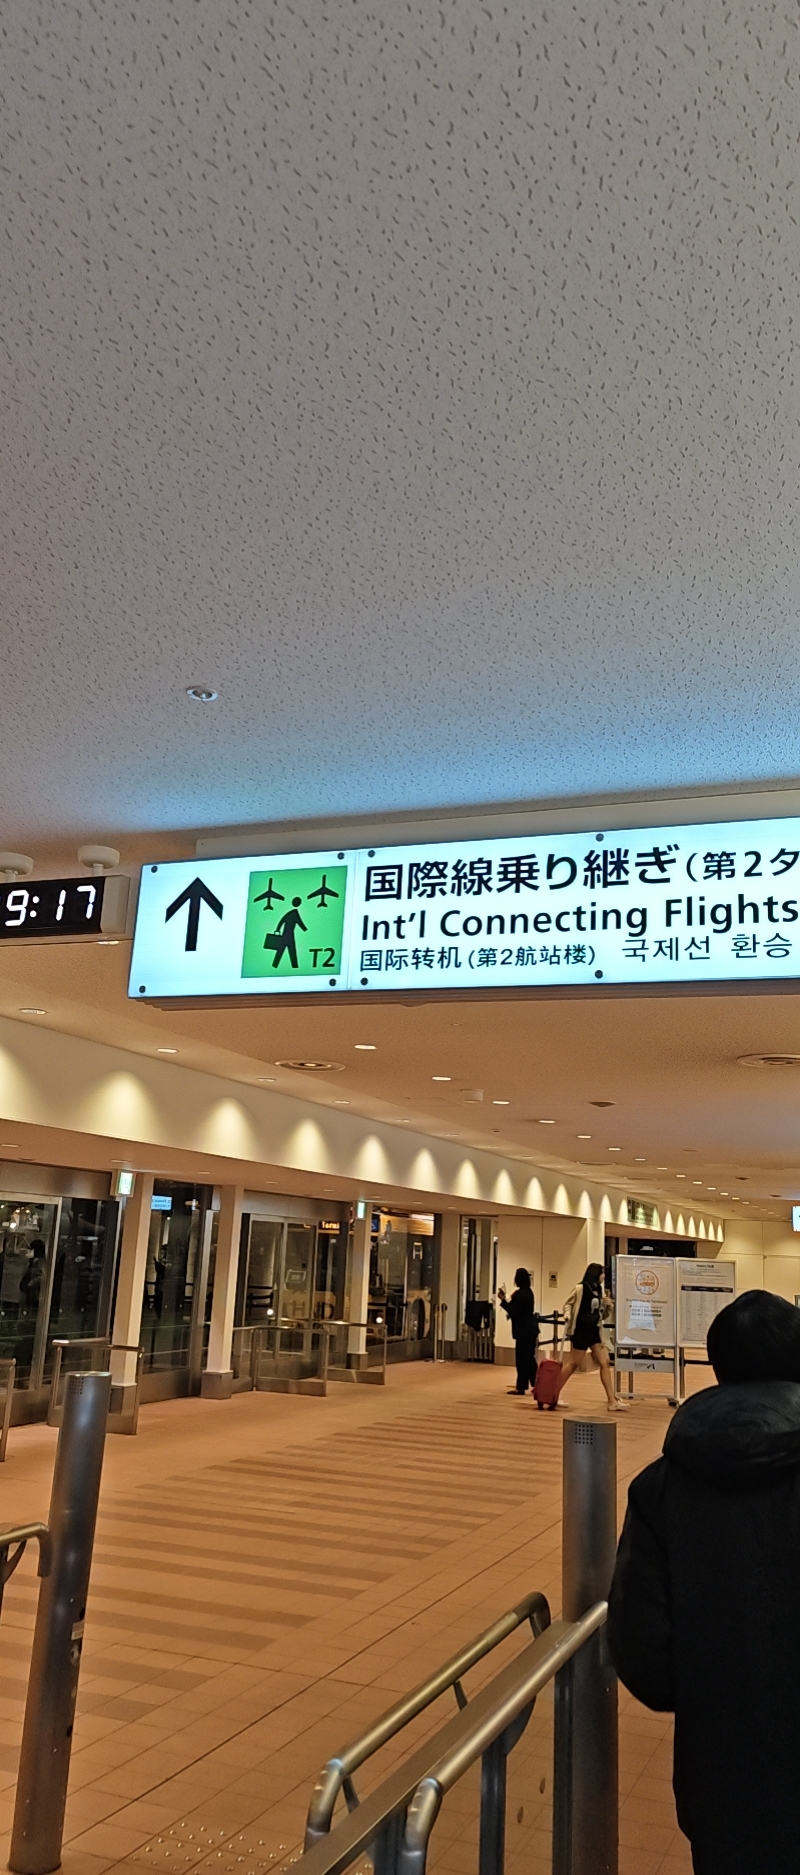 9:17
国際線乗り継ぎ(第2タ
Int'l Connecting Flights
国际转机(第2航站楼) 국제선 환승
T2